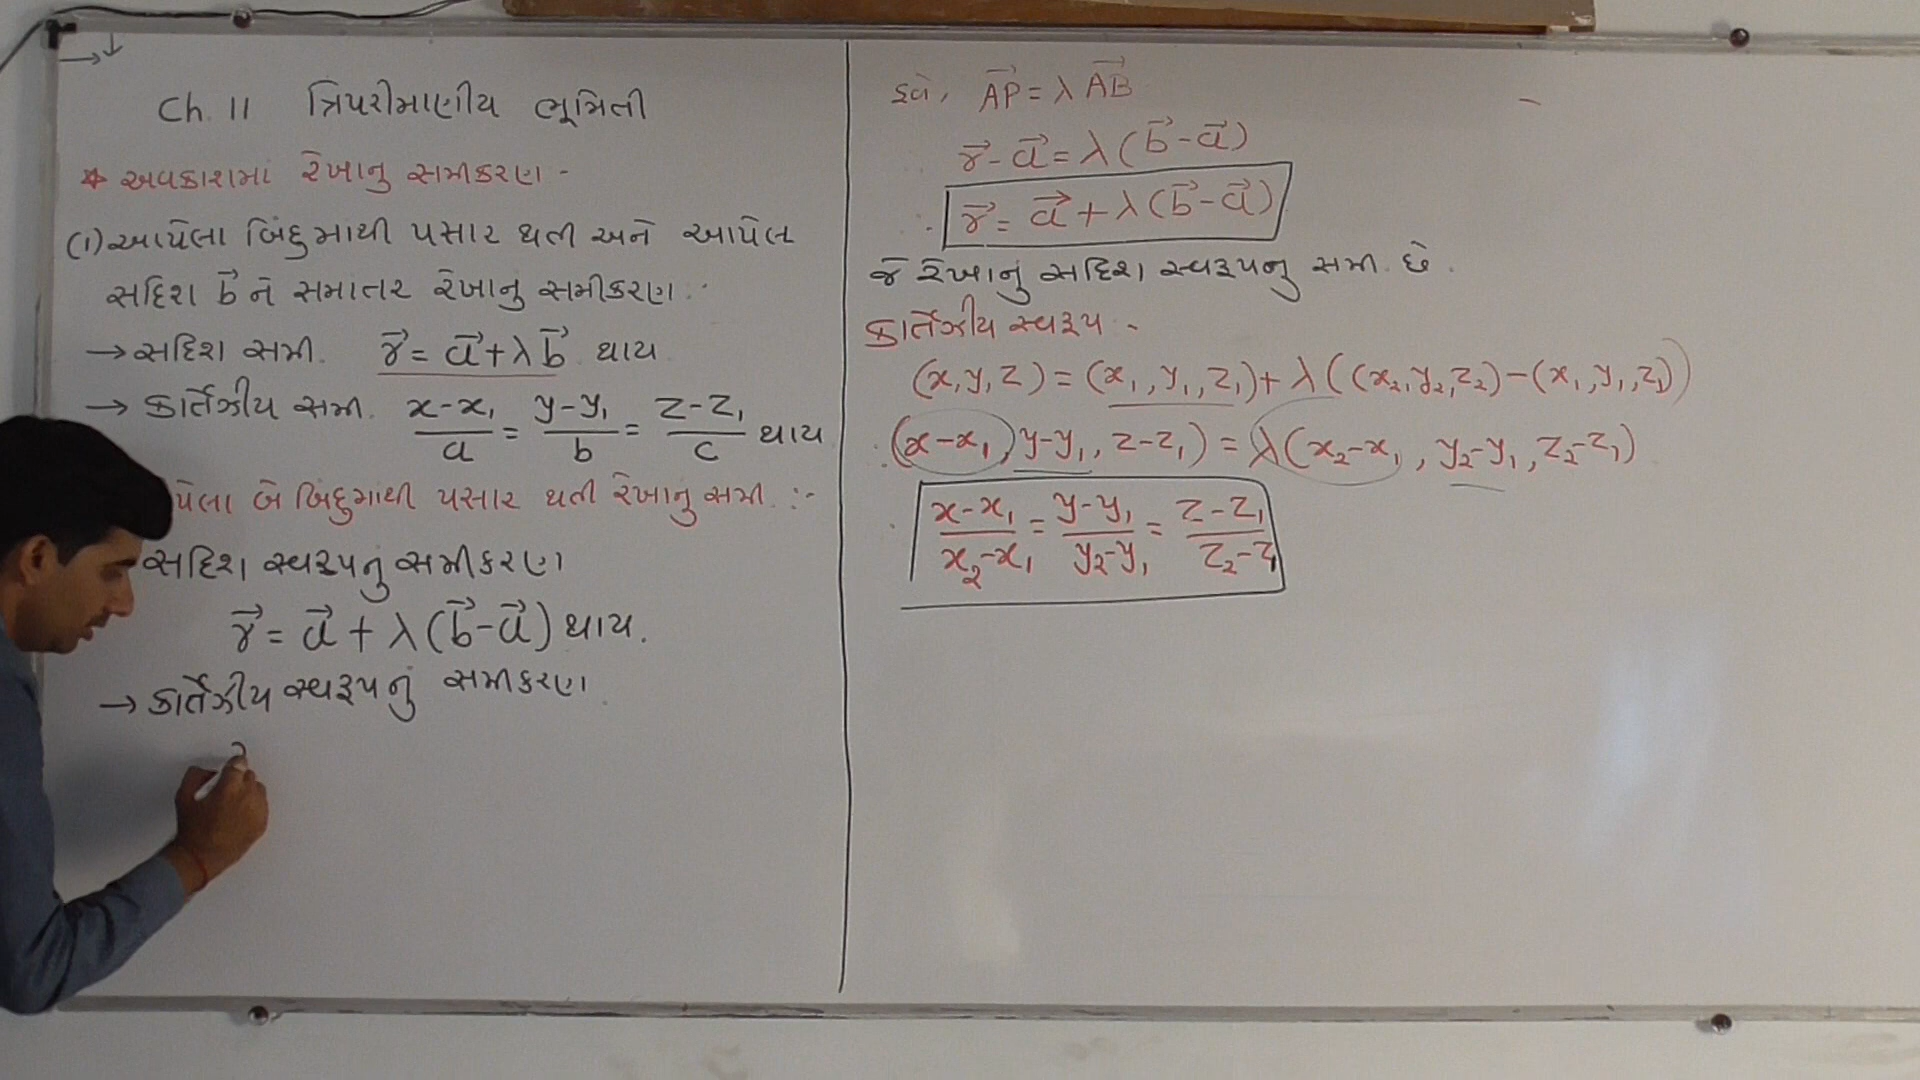 Ch. 11 ત્રિપરીમાણીય ભૂમિતી
* અવકાશમાં રેખાનુ સમીકરણ -
(1) આપેલા બિંદુમાથી પસાર થતી અને આપેલ
સદિશ b⃗ ને સમાતર રેખાનુ સમીકરણ :-
→ સદિશ સમી. r⃗ = a⃗ + λ b⃗ થાય
→ કાર્તેઝીય સમી. (x-x₁)/a = (y-y₁)/b = (z-z₁)/c થાય
પેલા બે બિંદુમાથી પસાર થતી રેખાનુ સમી. :-
સદિશ સ્વરૂપનું સમીકરણ
r⃗ = a⃗ + λ (b⃗ - a⃗) થાય.
→ કાર્તેઝીય સ્વરૂપનું સમીકરણ
હવે, AP⃗ = λ AB⃗
r⃗ - a⃗ = λ (b⃗ - a⃗)
∴ r⃗ = a⃗ + λ (b⃗ - a⃗)
જે રેખાનું સદિશ સ્વરૂપનુ સમી. છે.
કાર્તેઝીય સ્વરૂપ -
(x, y, z) = (x₁, y₁, z₁) + λ ((x₂, y₂, z₂) - (x₁, y₁, z₁))
∴ (x-x₁, y-y₁, z-z₁) = λ (x₂-x₁, y₂-y₁, z₂-z₁)
∴ (x-x₁)/(x₂-x₁) = (y-y₁)/(y₂-y₁) = (z-z₁)/(z₂-z₁)